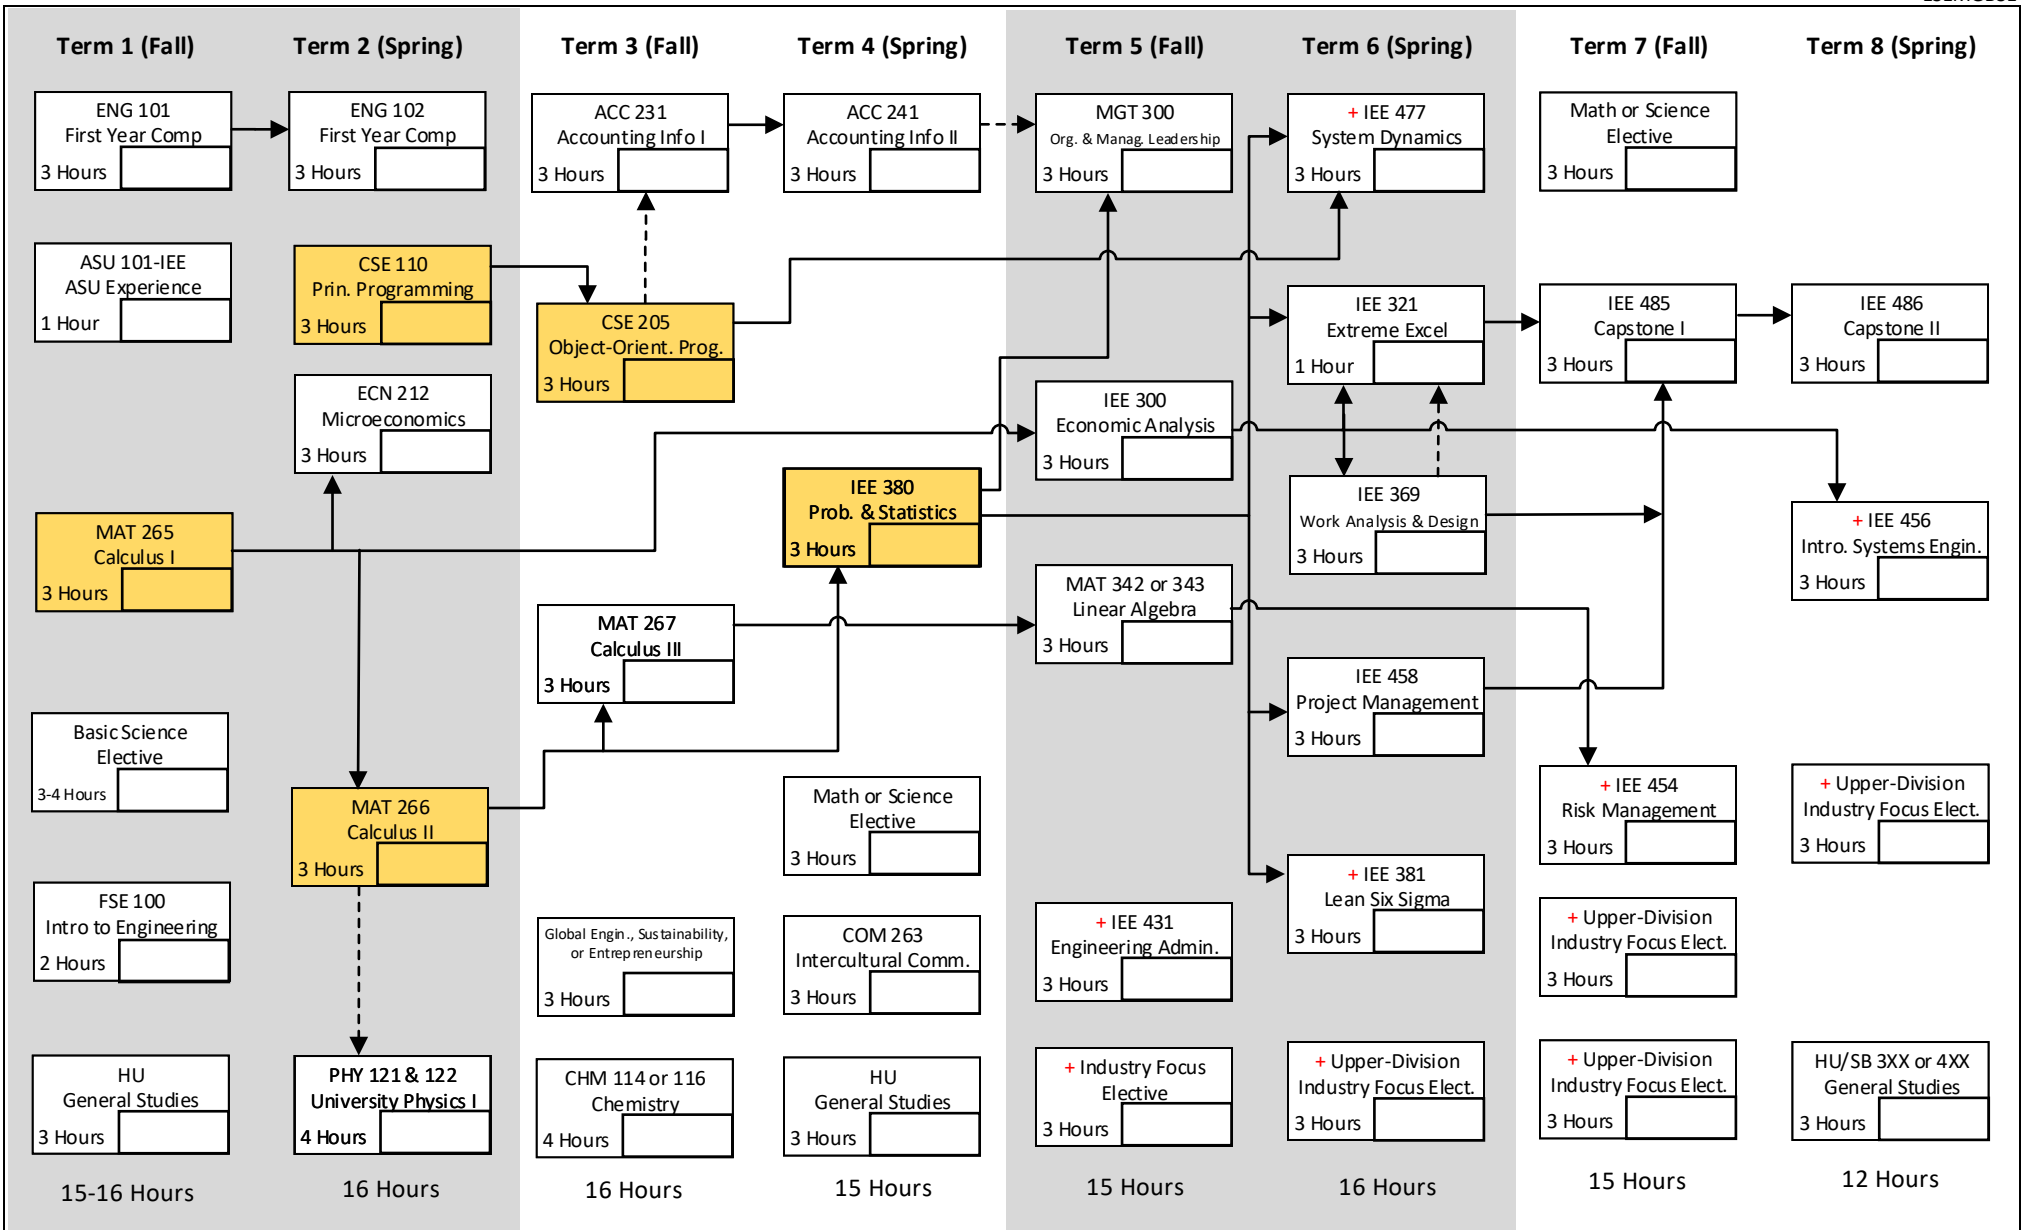 Term 1 (Fall)
Term 2 (Spring)
Term 3 (Fall)
Term 4 (Spring)
Term 5 (Fall)
Term 6 (Spring)
Term 7 (Fall)
Term 8 (Spring)
ENG 101
First Year Comp
3 Hours
ASU 101-IEE
ASU Experience
1 Hour
MAT 265
Calculus I
3 Hours
Basic Science
Elective
3-4 Hours
FSE 100
Intro to Engineering
2 Hours
HU
General Studies
3 Hours
15-16 Hours
ENG 102
First Year Comp
3 Hours
CSE 110
Prin. Programming
3 Hours
ECN 212
Microeconomics
3 Hours
MAT 266
Calculus II
3 Hours
PHY 121 & 122
University Physics I
4 Hours
16 Hours
ACC 231
Accounting Info I
3 Hours
CSE 205
Object-Orient. Prog.
3 Hours
MAT 267
Calculus III
3 Hours
Global Engin., Sustainability,
or Entrepreneurship
3 Hours
CHM 114 or 116
Chemistry
4 Hours
16 Hours
ACC 241
Accounting Info II
3 Hours
IEE 380
Prob. & Statistics
3 Hours
Math or Science
Elective
3 Hours
COM 263
Intercultural Comm.
3 Hours
HU
General Studies
3 Hours
15 Hours
MGT 300
Org. & Manag. Leadership
3 Hours
IEE 300
Economic Analysis
3 Hours
MAT 342 or 343
Linear Algebra
3 Hours
+ IEE 431
Engineering Admin.
3 Hours
+ Industry Focus
Elective
3 Hours
15 Hours
+ IEE 477
System Dynamics
3 Hours
IEE 321
Extreme Excel
1 Hour
IEE 369
Work Analysis & Design
3 Hours
IEE 458
Project Management
3 Hours
+ IEE 381
Lean Six Sigma
3 Hours
+ Upper-Division
Industry Focus Elect.
3 Hours
16 Hours
Math or Science
Elective
3 Hours
IEE 485
Capstone I
3 Hours
+ IEE 454
Risk Management
3 Hours
+ Upper-Division
Industry Focus Elect.
3 Hours
+ Upper-Division
Industry Focus Elect.
3 Hours
15 Hours
IEE 486
Capstone II
3 Hours
+ IEE 456
Intro. Systems Engin.
3 Hours
+ Upper-Division
Industry Focus Elect.
3 Hours
HU/SB 3XX or 4XX
General Studies
3 Hours
12 Hours